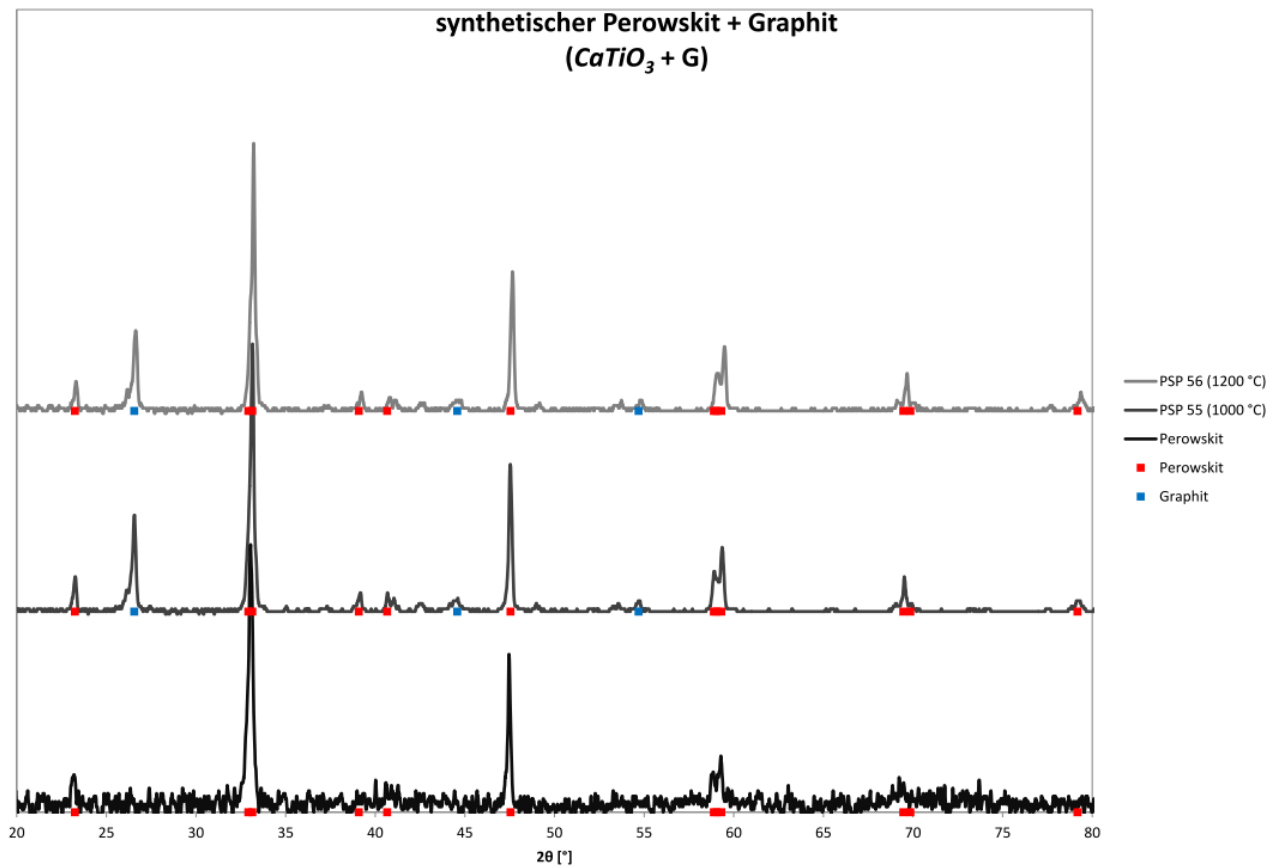 synthetischer Perowskit + Graphit
(CaTiO3 + G)
PSP 56 (1200 °C)
PSP 55 (1000 °C)
Perowskit
Perowskit
Graphit
20 25 30 35 40 45 50 55 60 65 70 75 80
2θ [°]